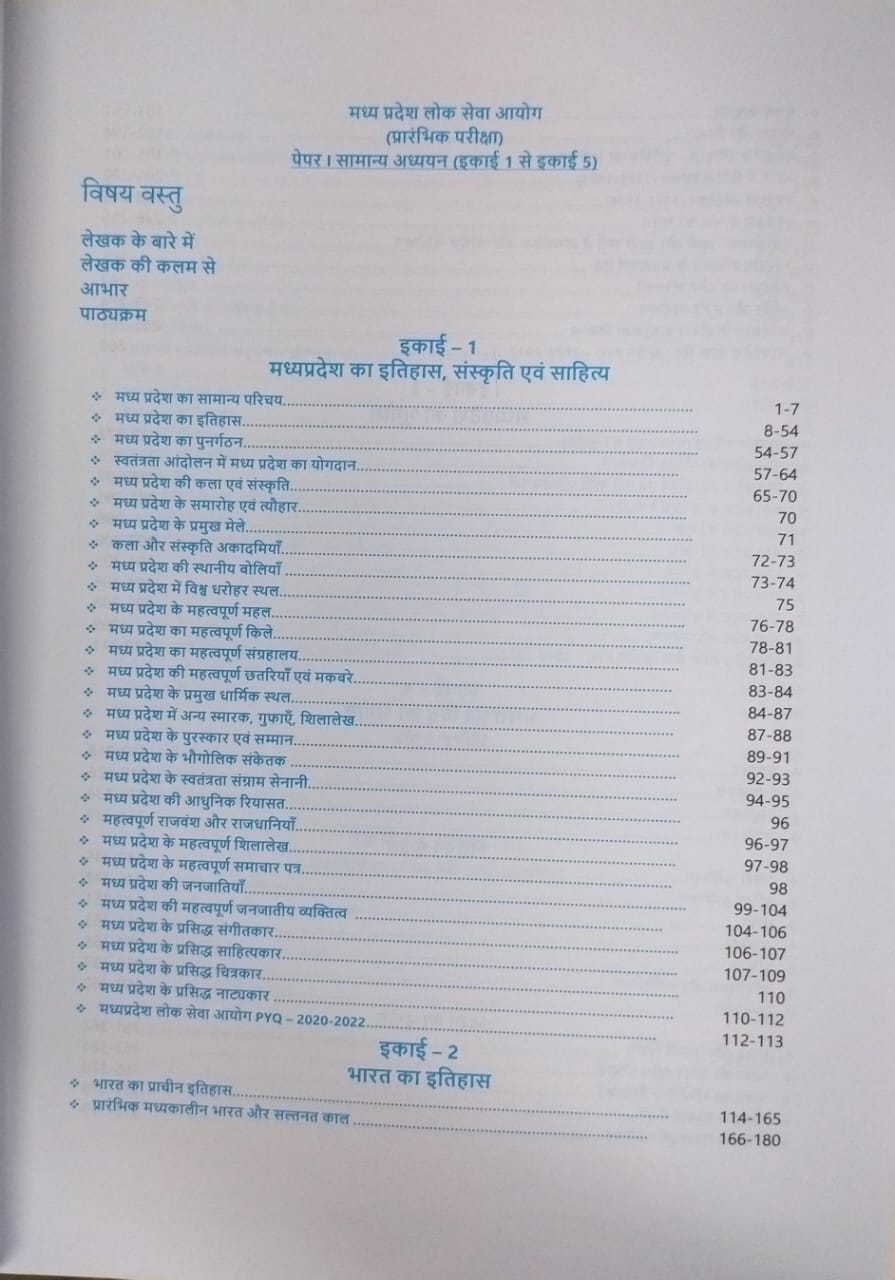 मध्य प्रदेश लोक सेवा आयोग
(प्रारंभिक परीक्षा)
पेपर I सामान्य अध्ययन (इकाई 1 से इकाई 5)
विषय वस्तु
लेखक के बारे में
लेखक की कलम से
आभार
पाठ्यक्रम
इकाई – 1
मध्यप्रदेश का इतिहास, संस्कृति एवं साहित्य
❖ मध्य प्रदेश का सामान्य परिचय........ 1-7
❖ मध्य प्रदेश का इतिहास........ 8-54
❖ मध्य प्रदेश का पुनर्गठन........ 54-57
❖ स्वतंत्रता आंदोलन में मध्य प्रदेश का योगदान........ 57-64
❖ मध्य प्रदेश की कला एवं संस्कृति........ 65-70
❖ मध्य प्रदेश के समारोह एवं त्यौहार........ 70
❖ मध्य प्रदेश के प्रमुख मेले........ 71
❖ कला और संस्कृति अकादमियाँ........ 72-73
❖ मध्य प्रदेश की स्थानीय बोलियाँ ........ 73-74
❖ मध्य प्रदेश में विश्व धरोहर स्थल........ 75
❖ मध्य प्रदेश के महत्वपूर्ण महल........ 76-78
❖ मध्य प्रदेश का महत्वपूर्ण किले........ 78-81
❖ मध्य प्रदेश का महत्वपूर्ण संग्रहालय........ 81-83
❖ मध्य प्रदेश की महत्वपूर्ण छतरियाँ एवं मकबरे........ 83-84
❖ मध्य प्रदेश के प्रमुख धार्मिक स्थल........ 84-87
❖ मध्य प्रदेश में अन्य स्मारक, गुफाएँ, शिलालेख........ 87-88
❖ मध्य प्रदेश के पुरस्कार एवं सम्मान........ 89-91
❖ मध्य प्रदेश के भौगोलिक संकेतक ........ 92-93
❖ मध्य प्रदेश के स्वतंत्रता संग्राम सेनानी........ 94-95
❖ मध्य प्रदेश की आधुनिक रियासत........ 96
❖ महत्वपूर्ण राजवंश और राजधानियाँ........ 96-97
❖ मध्य प्रदेश के महत्वपूर्ण शिलालेख........ 97-98
❖ मध्य प्रदेश के महत्वपूर्ण समाचार पत्र........ 98
❖ मध्य प्रदेश की जनजातियाँ........ 99-104
❖ मध्य प्रदेश की महत्वपूर्ण जनजातीय व्यक्तित्व ........ 104-106
❖ मध्य प्रदेश के प्रसिद्ध संगीतकार........ 106-107
❖ मध्य प्रदेश के प्रसिद्ध साहित्यकार........ 107-109
❖ मध्य प्रदेश के प्रसिद्ध चित्रकार........ 110
❖ मध्य प्रदेश के प्रसिद्ध नाट्यकार ........ 110-112
❖ मध्यप्रदेश लोक सेवा आयोग PYQ – 2020-2022........ 112-113
इकाई – 2
भारत का इतिहास
❖ भारत का प्राचीन इतिहास........ 114-165
❖ प्रारंभिक मध्यकालीन भारत और सल्तनत काल ........ 166-180